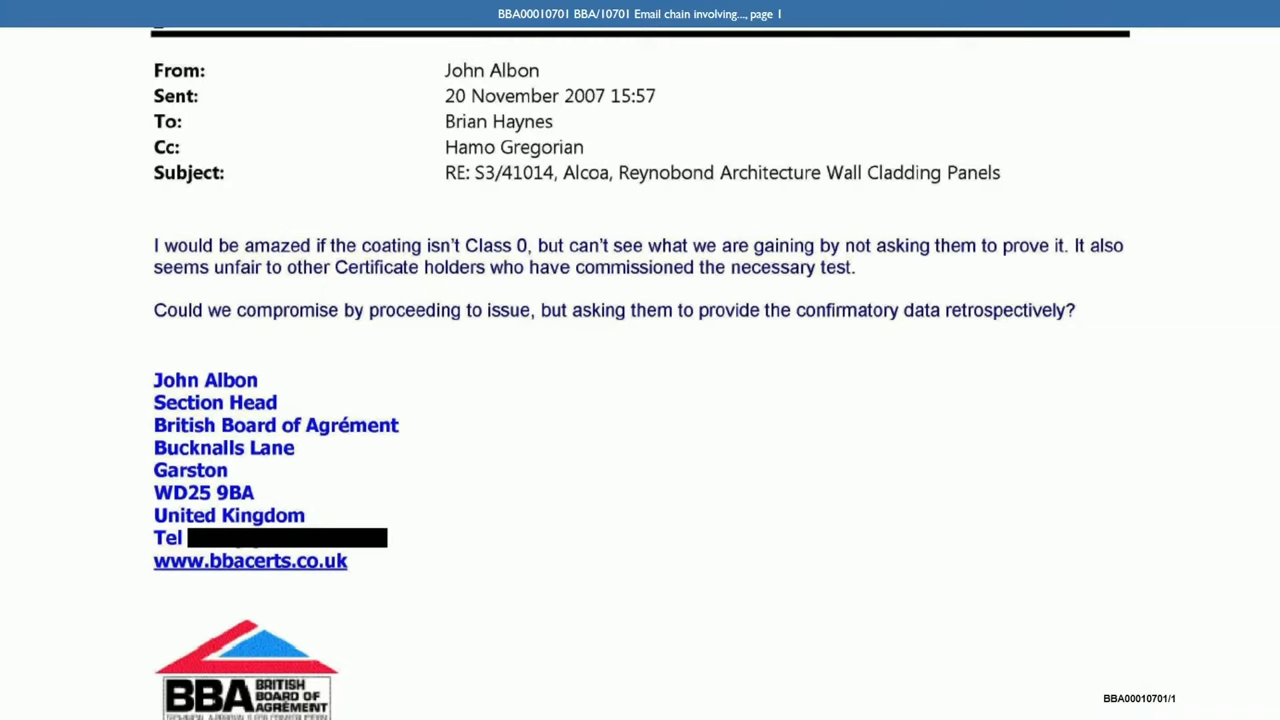 BBA00010701 BBA/10701 Email chain involving..., page 1
From: John Albon
Sent: 20 November 2007 15:57
To: Brian Haynes
Cc: Hamo Gregorian
Subject: RE: S3/41014, Alcoa, Reynobond Architecture Wall Cladding Panels
I would be amazed if the coating isn't Class 0, but can't see what we are gaining by not asking them to prove it. It also
seems unfair to other Certificate holders who have commissioned the necessary test.
Could we compromise by proceeding to issue, but asking them to provide the confirmatory data retrospectively?
John Albon
Section Head
British Board of Agrément
Bucknalls Lane
Garston
WD25 9BA
United Kingdom
Tel
www.bbacerts.co.uk
BBA BRITISH
BOARD OF
AGRÉMENT
BBA00010701/1